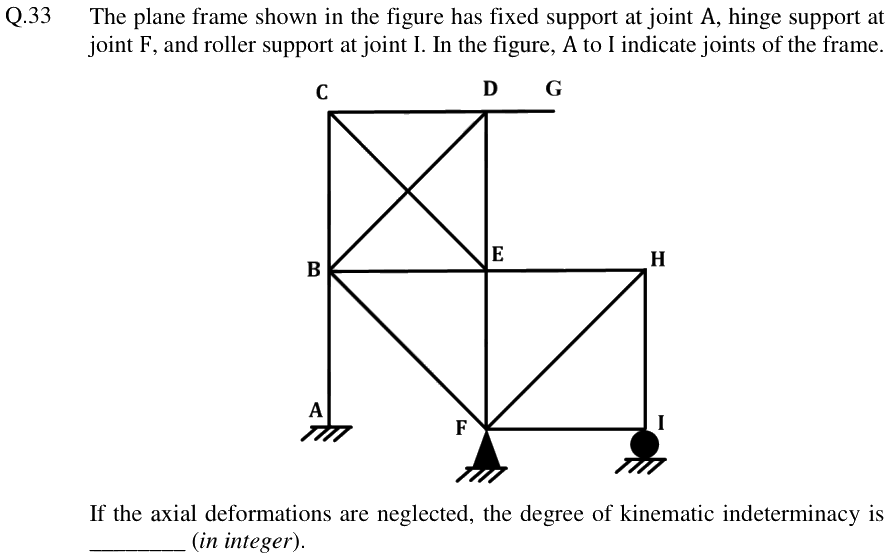 Q.33 The plane frame shown in the figure has fixed support at joint A, hinge support at
joint F, and roller support at joint I. In the figure, A to I indicate joints of the frame.
C D G
E
B H
A
F I
If the axial deformations are neglected, the degree of kinematic indeterminacy is
________ (in integer).